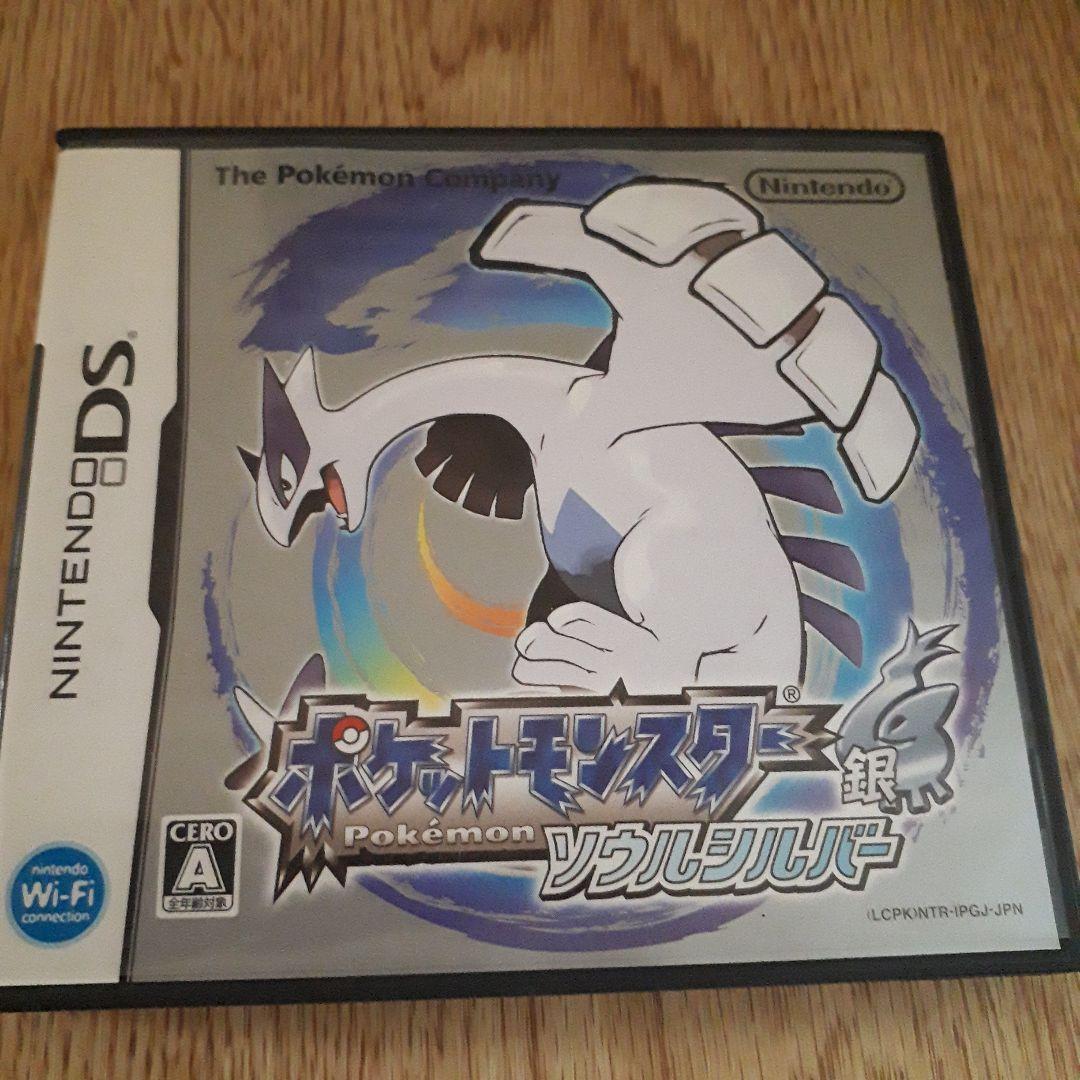 The Pokémon Company
Nintendo
NINTENDO DS
ポケットモンスター®
Pokémon
銀
ソウルシルバー
CERO
A
全年齢対象
nintendo
Wi-Fi
connection
(LCPK)NTR-IPGJ-JPN